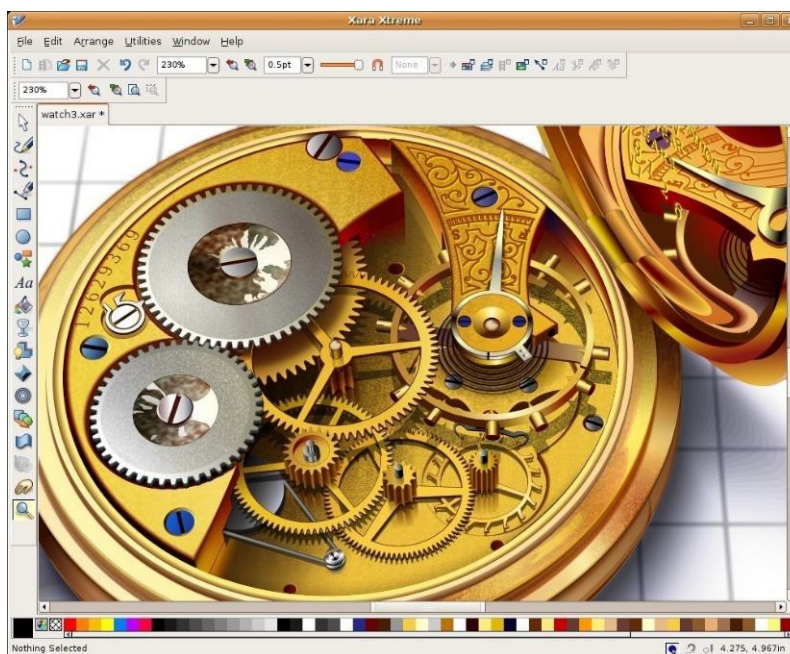 Xara Xtreme
File Edit Arrange Utilities Window Help
230% 0.5pt None
230%
watch3.xar *
12629369
Aa
Nothing Selected
4.275, 4.967in